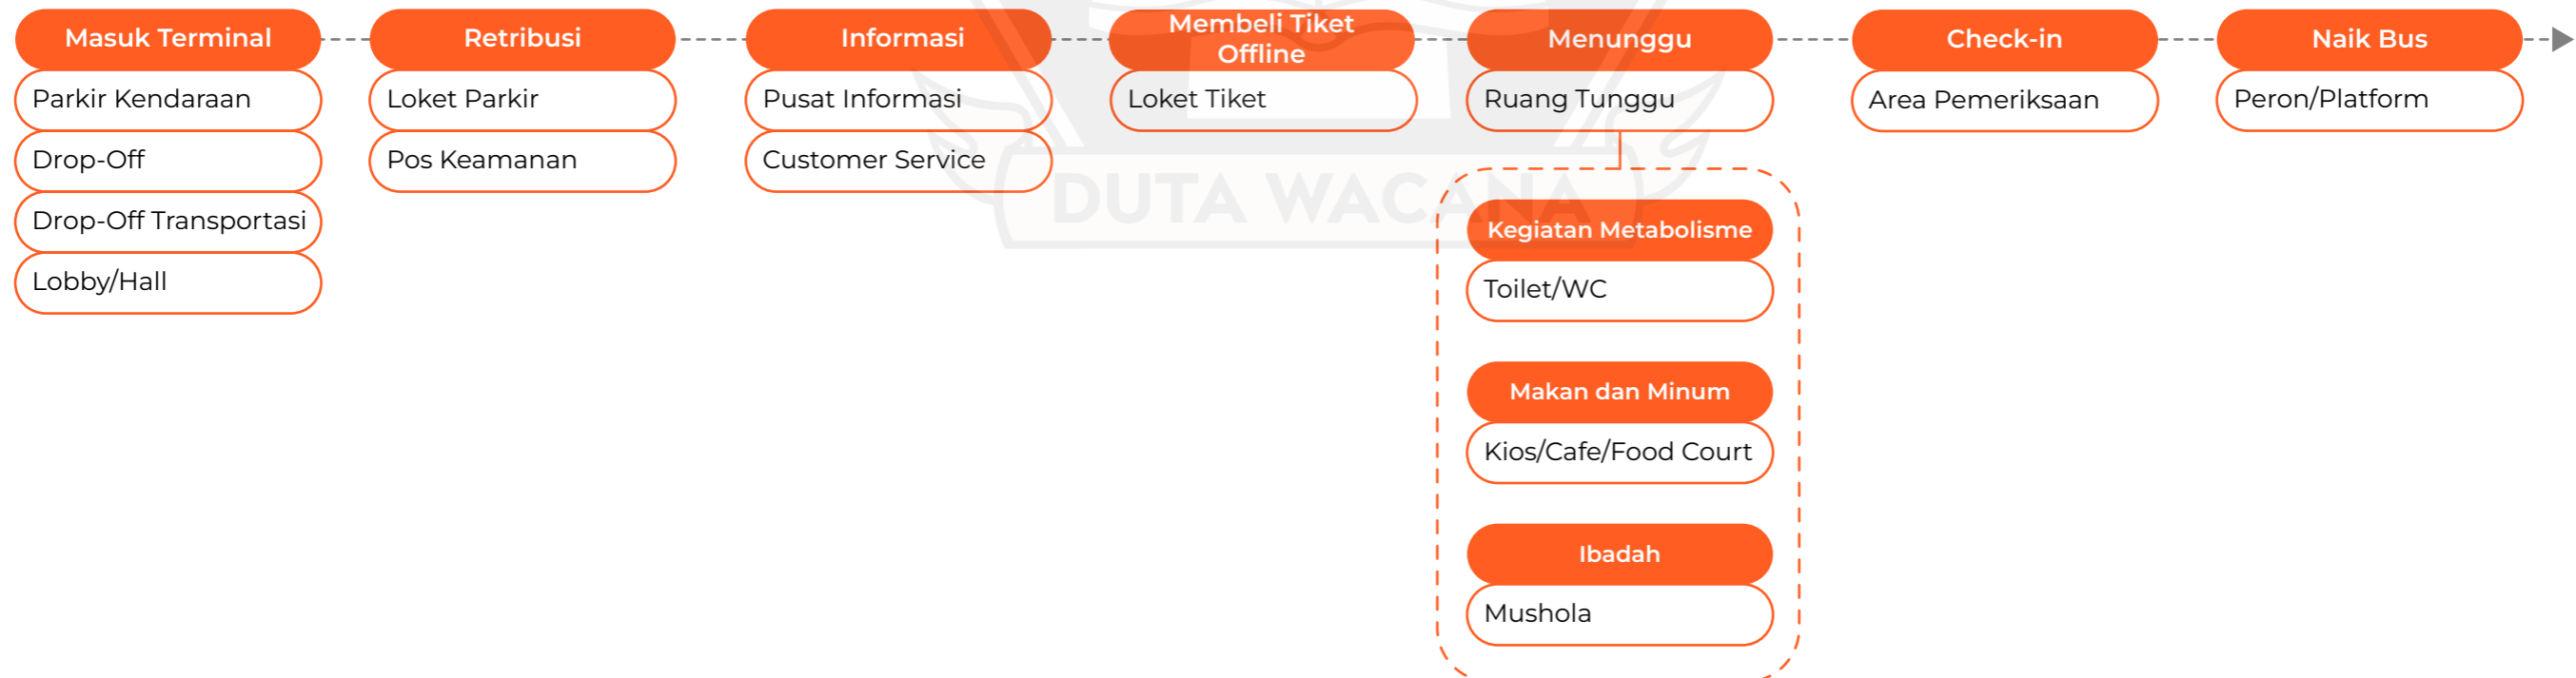 Masuk Terminal
Parkir Kendaraan
Drop-Off
Drop-Off Transportasi
Lobby/Hall
Retribusi
Loket Parkir
Pos Keamanan
Informasi
Pusat Informasi
Customer Service
Membeli Tiket
Offline
Loket Tiket
Menunggu
Ruang Tunggu
Kegiatan Metabolisme
Toilet/WC
Makan dan Minum
Kios/Cafe/Food Court
Ibadah
Mushola
Check-in
Area Pemeriksaan
Naik Bus
Peron/Platform
DUTA WACANA